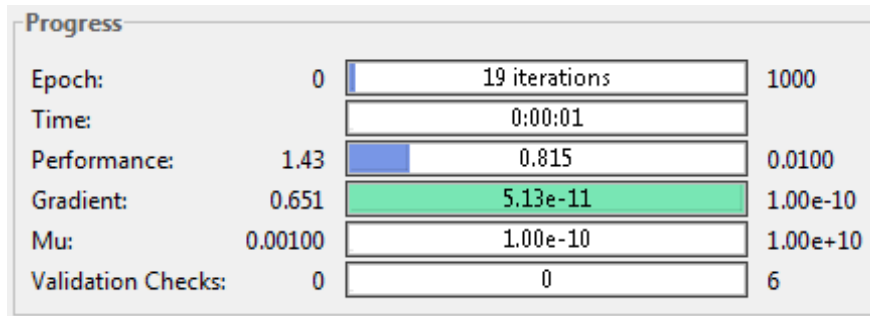 Progress
Epoch: 0 19 iterations 1000
Time: 0:00:01
Performance: 1.43 0.815 0.0100
Gradient: 0.651 5.13e-11 1.00e-10
Mu: 0.00100 1.00e-10 1.00e+10
Validation Checks: 0 0 6